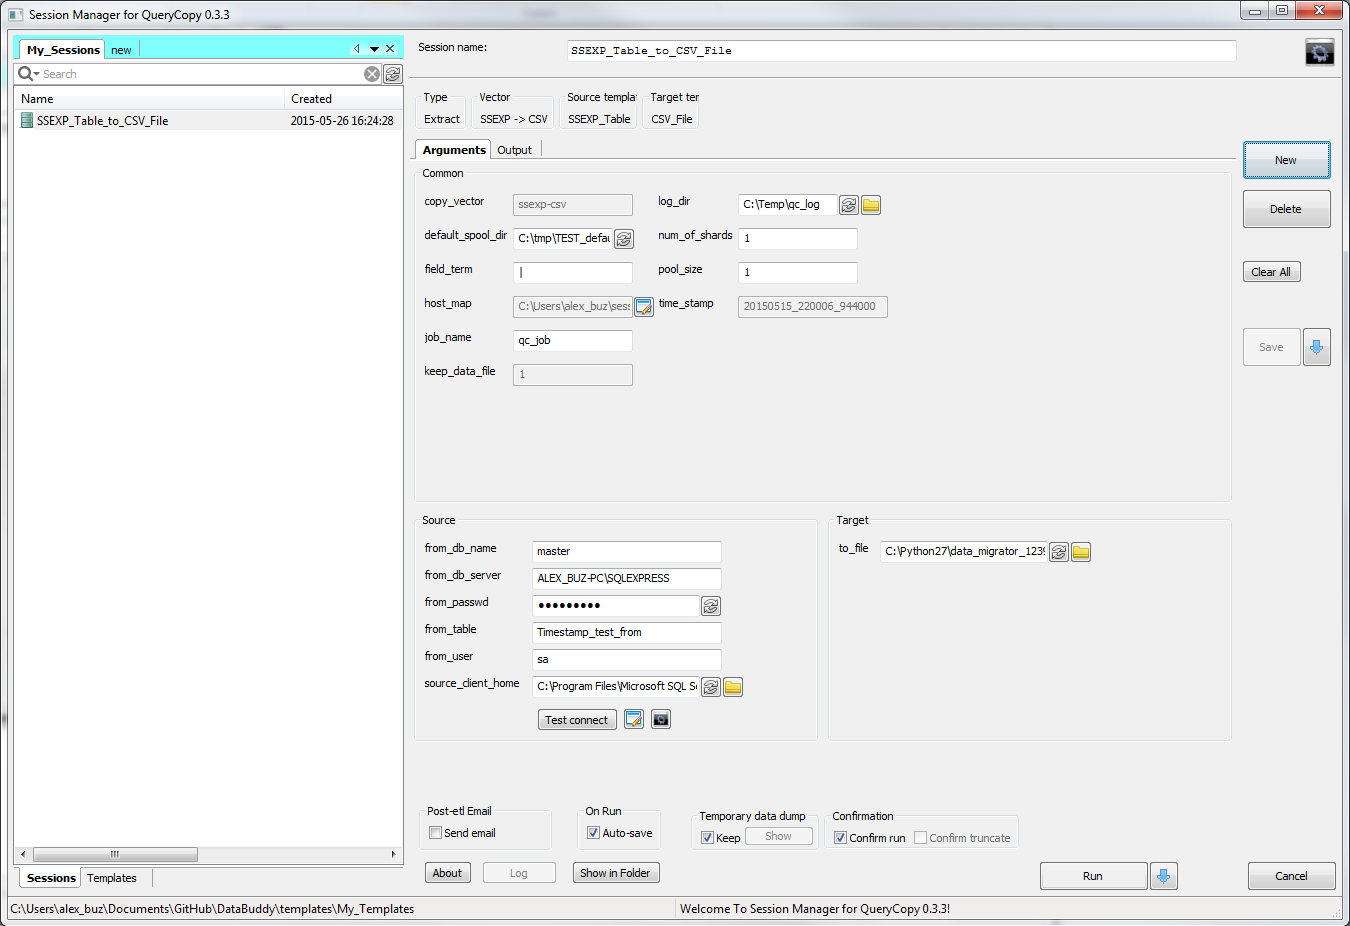 Session Manager for QueryCopy 0.3.3
My_Sessions new
Search
Name Created
SSEXP_Table_to_CSV_File 2015-05-26 16:24:28
Session name: SSEXP_Table_to_CSV_File
Type Vector Source templat Target ter
Extract SSEXP -> CSV SSEXP_Table CSV_File
Arguments Output
Common
copy_vector ssexp-csv log_dir C:\Temp\qc_log
default_spool_dir C:\tmp\TEST_defau num_of_shards 1
field_term | pool_size 1
host_map C:\Users\alex_buz\sess time_stamp 20150515_220006_944000
job_name qc_job
keep_data_file 1
New
Delete
Clear All
Save
Source
from_db_name master
from_db_server ALEX_BUZ-PC\SQLEXPRESS
from_passwd •••••••••
from_table Timestamp_test_from
from_user sa
source_client_home C:\Program Files\Microsoft SQL Se
Test connect
Target
to_file C:\Python27\data_migrator_1239
Post-etl Email
Send email
On Run
Auto-save
Temporary data dump
Keep Show
Confirmation
Confirm run Confirm truncate
About Log Show in Folder Run Cancel
Sessions Templates
C:\Users\alex_buz\Documents\GitHub\DataBuddy\templates\My_Templates Welcome To Session Manager for QueryCopy 0.3.3!